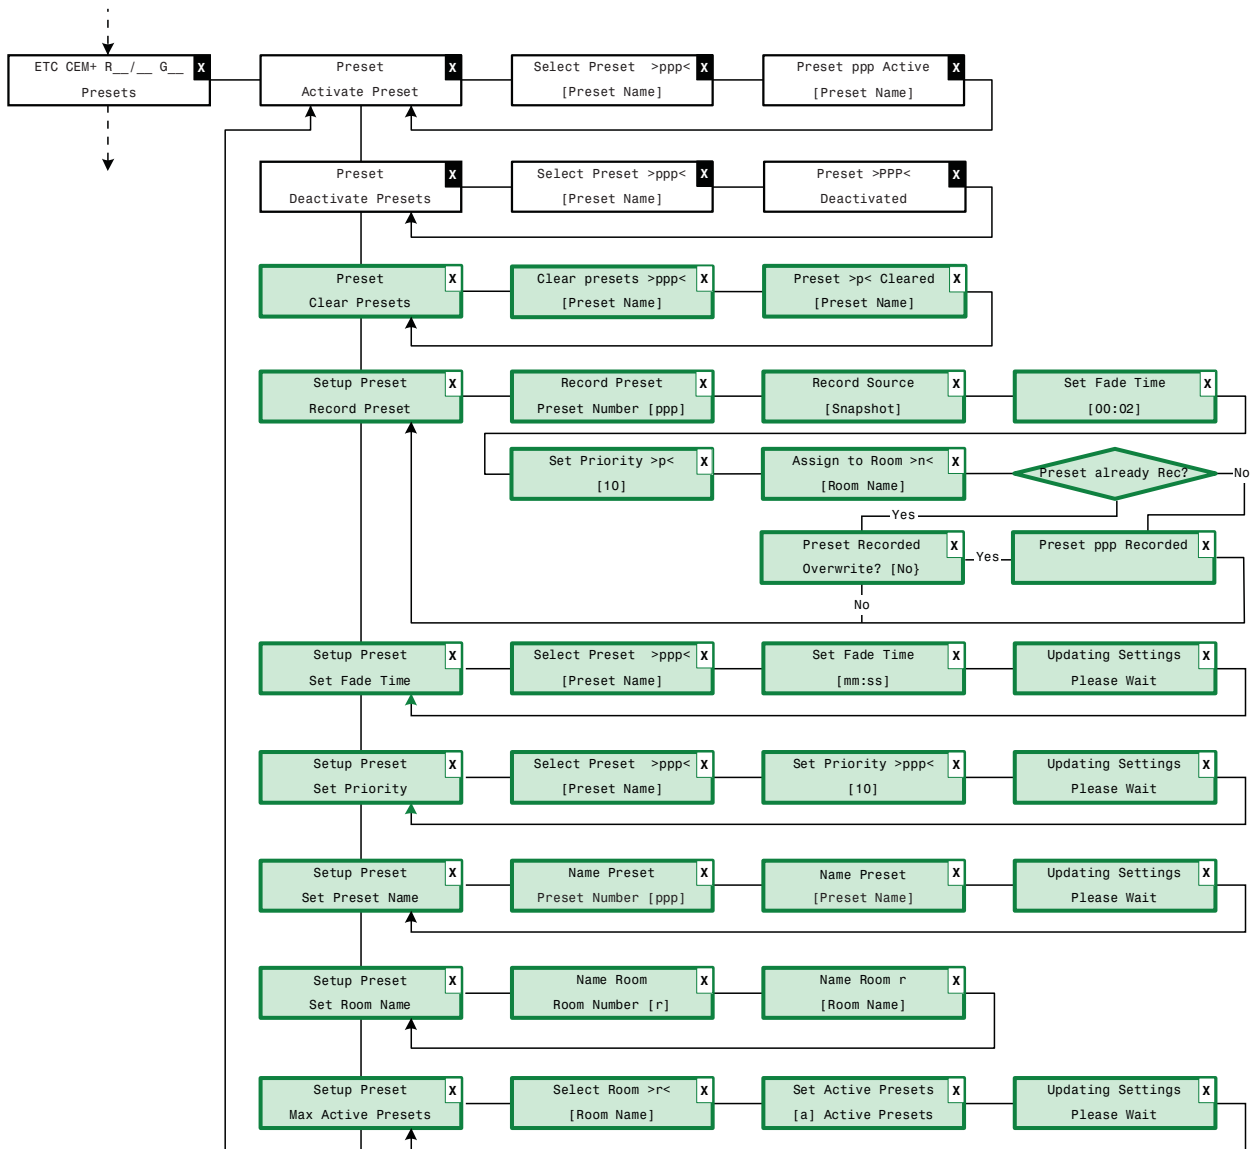 ETC CEM+ R__/__ G__ X
Presets
Preset X
Activate Preset
Select Preset >ppp< X
[Preset Name]
Preset ppp Active X
[Preset Name]
Preset X
Deactivate Presets
Select Preset >ppp< X
[Preset Name]
Preset >PPP< X
Deactivated
Preset X
Clear Presets
Clear presets >ppp< X
[Preset Name]
Preset >p< Cleared X
[Preset Name]
Setup Preset X
Record Preset
Record Preset X
Preset Number [ppp]
Record Source X
[Snapshot]
Set Fade Time X
[00:02]
Set Priority >p< X
[10]
Assign to Room >n< X
[Room Name]
Preset already Rec?
No
Yes
Preset Recorded X
Overwrite? [No}
Yes
Preset ppp Recorded X
No
Setup Preset X
Set Fade Time
Select Preset >ppp< X
[Preset Name]
Set Fade Time X
[mm:ss]
Updating Settings X
Please Wait
Setup Preset X
Set Priority
Select Preset >ppp< X
[Preset Name]
Set Priority >ppp< X
[10]
Updating Settings X
Please Wait
Setup Preset X
Set Preset Name
Name Preset X
Preset Number [ppp]
Name Preset X
[Preset Name]
Updating Settings X
Please Wait
Setup Preset X
Set Room Name
Name Room X
Room Number [r]
Name Room r X
[Room Name]
Setup Preset X
Max Active Presets
Select Room >r< X
[Room Name]
Set Active Presets X
[a] Active Presets
Updating Settings X
Please Wait